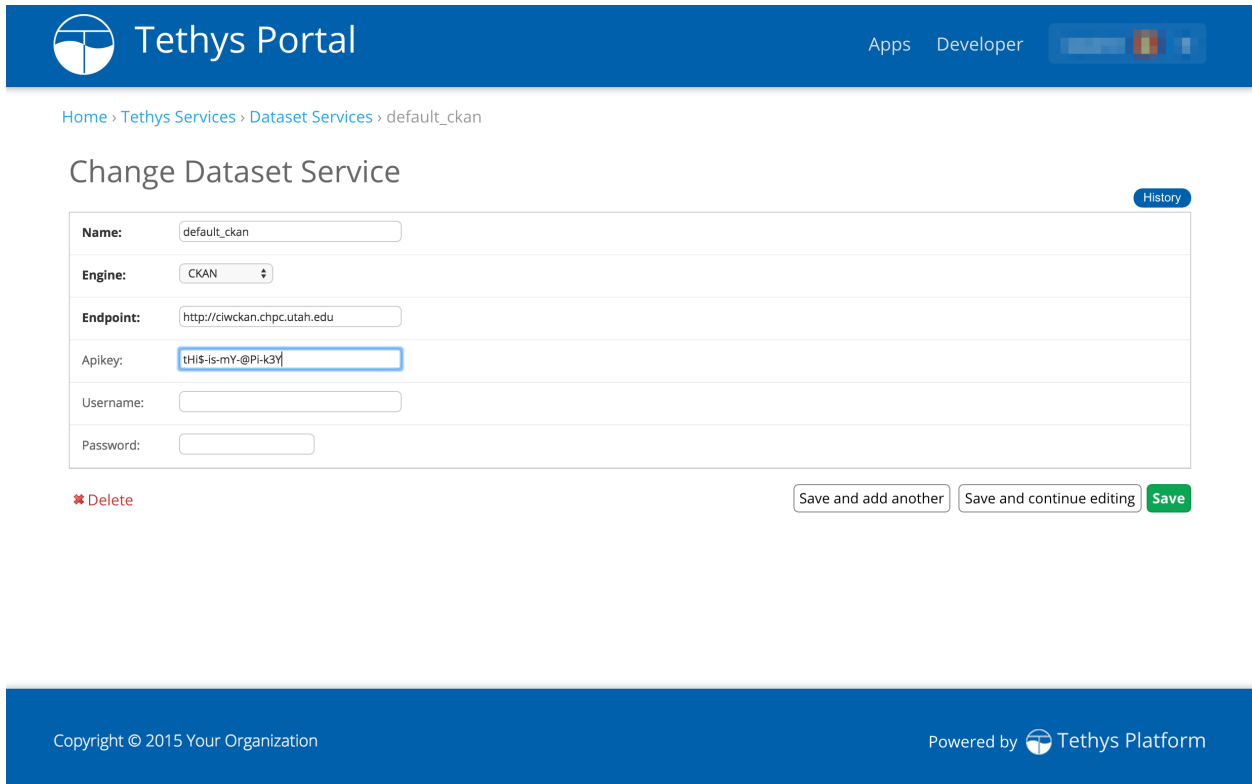 Tethys Portal
Apps Developer
Home › Tethys Services › Dataset Services › default_ckan
Change Dataset Service
History
Name: default_ckan
Engine: CKAN
Endpoint: http://ciwckan.chpc.utah.edu
Apikey: tHi$-is-mY-@Pi-k3Y
Username:
Password:
Delete
Save and add another Save and continue editing Save
Copyright © 2015 Your Organization
Powered by Tethys Platform